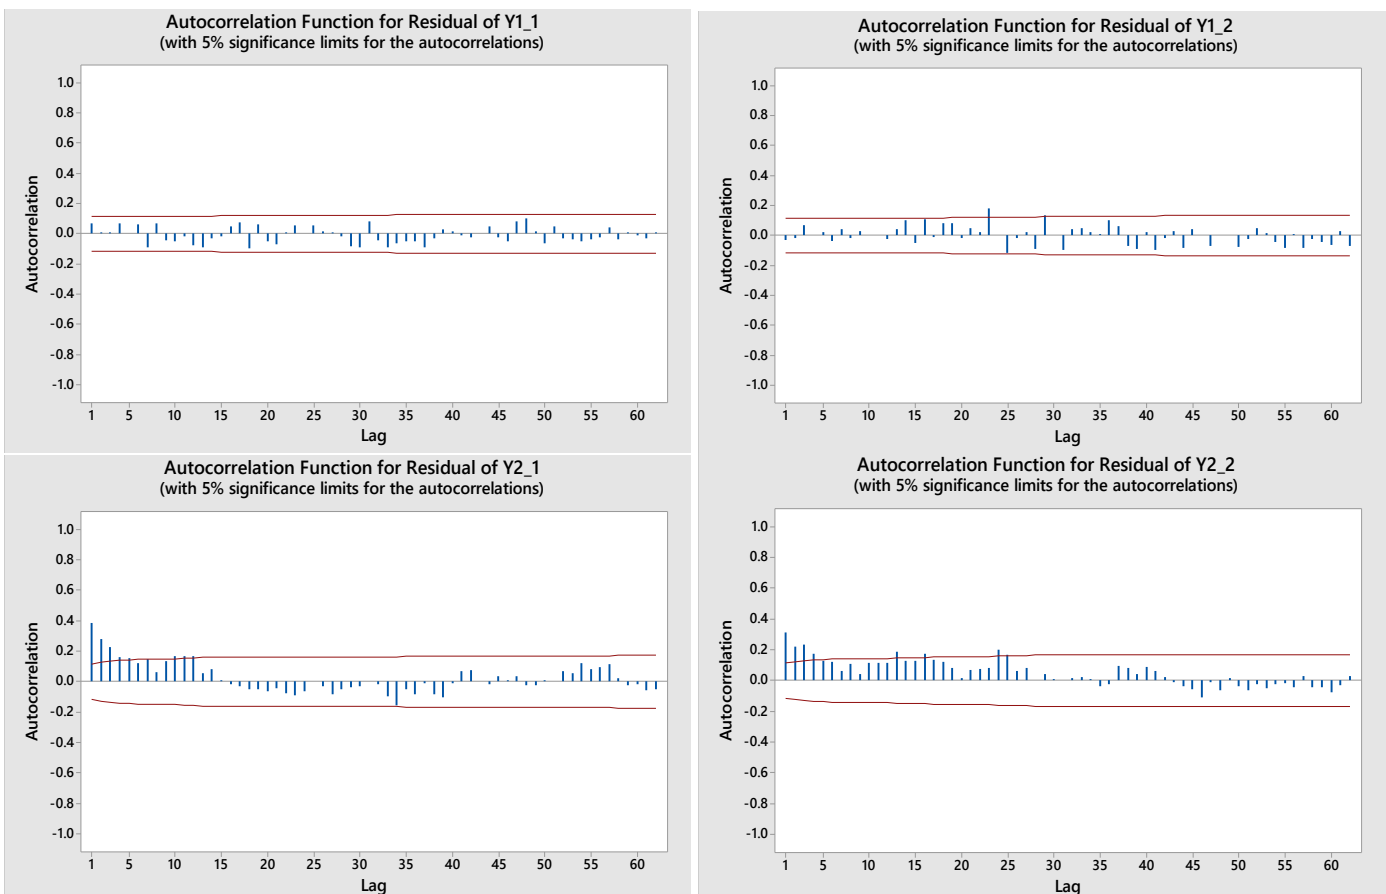 Autocorrelation Function for Residual of Y1_1
(with 5% significance limits for the autocorrelations)
1.0
0.8
0.6
0.4
0.2
0.0
-0.2
-0.4
-0.6
-0.8
-1.0
Autocorrelation
1 5 10 15 20 25 30 35 40 45 50 55 60
Lag
Autocorrelation Function for Residual of Y1_2
(with 5% significance limits for the autocorrelations)
1.0
0.8
0.6
0.4
0.2
0.0
-0.2
-0.4
-0.6
-0.8
-1.0
Autocorrelation
1 5 10 15 20 25 30 35 40 45 50 55 60
Lag
Autocorrelation Function for Residual of Y2_1
(with 5% significance limits for the autocorrelations)
1.0
0.8
0.6
0.4
0.2
0.0
-0.2
-0.4
-0.6
-0.8
-1.0
Autocorrelation
1 5 10 15 20 25 30 35 40 45 50 55 60
Lag
Autocorrelation Function for Residual of Y2_2
(with 5% significance limits for the autocorrelations)
1.0
0.8
0.6
0.4
0.2
0.0
-0.2
-0.4
-0.6
-0.8
-1.0
Autocorrelation
1 5 10 15 20 25 30 35 40 45 50 55 60
Lag